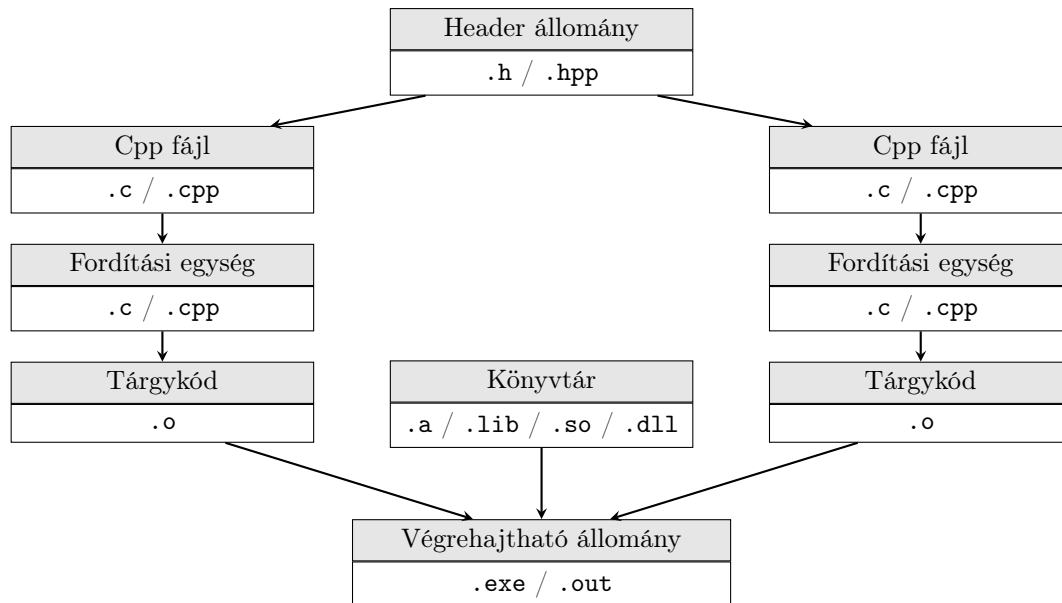 Header állomány
.h / .hpp
Cpp fájl
Cpp fájl
.c / .cpp
.c / .cpp
Fordítási egység
Fordítási egység
.c / .cpp
.c / .cpp
Tárgykód
Könyvtár
Tárgykód
.o
.a / .lib / .so / .dll
.o
Végrehajtható állomány
.exe / .out